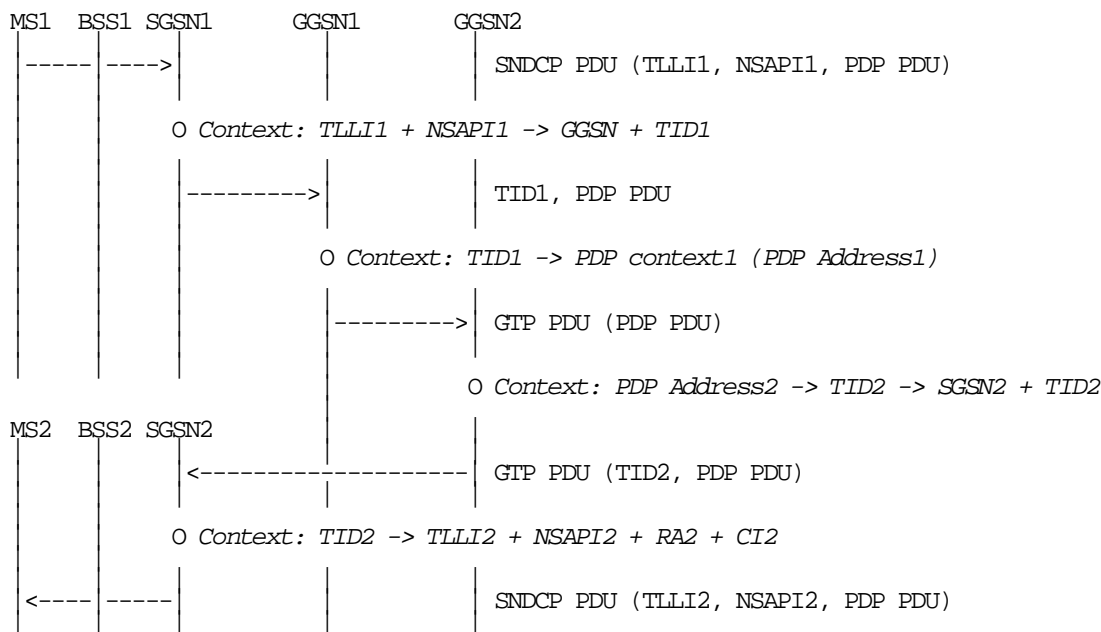 MS1 BSS1 SGSN1 GGSN1 GGSN2
SNDCP PDU (TLLI1, NSAPI1, PDP PDU)
O Context: TLLI1 + NSAPI1 -> GGSN + TID1
TID1, PDP PDU
O Context: TID1 -> PDP context1 (PDP Address1)
GTP PDU (PDP PDU)
O Context: PDP Address2 -> TID2 -> SGSN2 + TID2
MS2 BSS2 SGSN2
GTP PDU (TID2, PDP PDU)
O Context: TID2 -> TLLI2 + NSAPI2 + RA2 + CI2
SNDCP PDU (TLLI2, NSAPI2, PDP PDU)